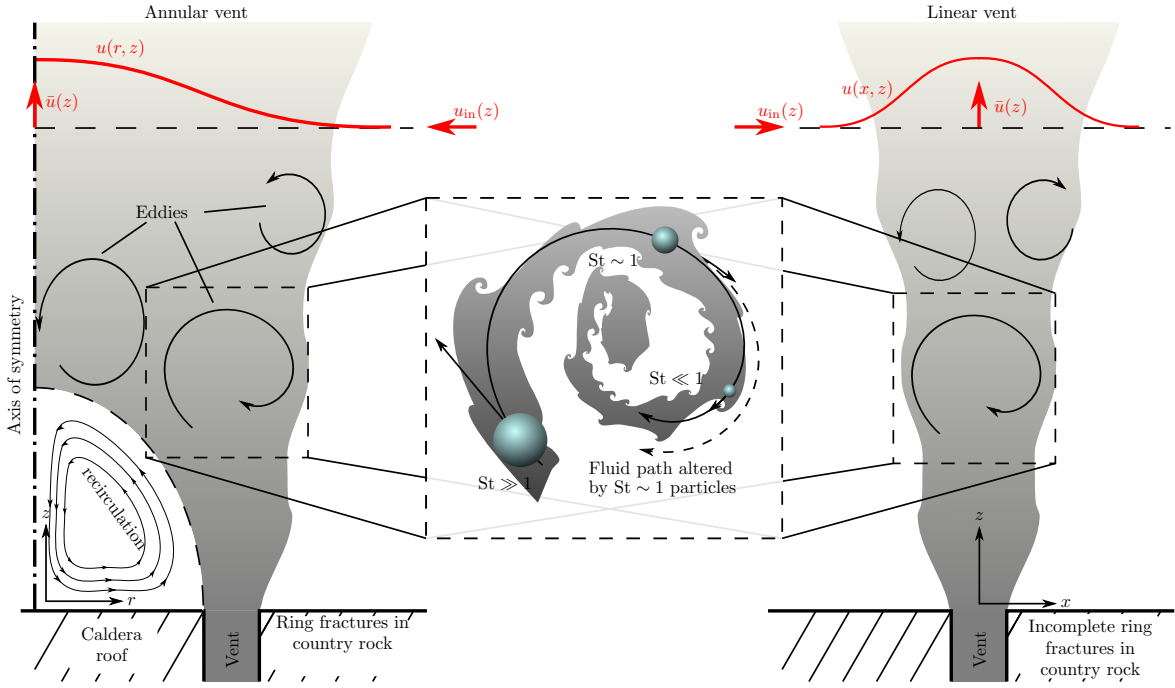 Annular vent
Linear vent
u(r, z)
ū(z)
u_in(z)
u_in(z)
u(x, z)
ū(z)
Eddies
St ∼ 1
St ≪ 1
St ≫ 1
Fluid path altered
by St ∼ 1 particles
Axis of symmetry
recirculation
z
r
z
x
Caldera
roof
Vent
Ring fractures in
country rock
Vent
Incomplete ring
fractures in
country rock